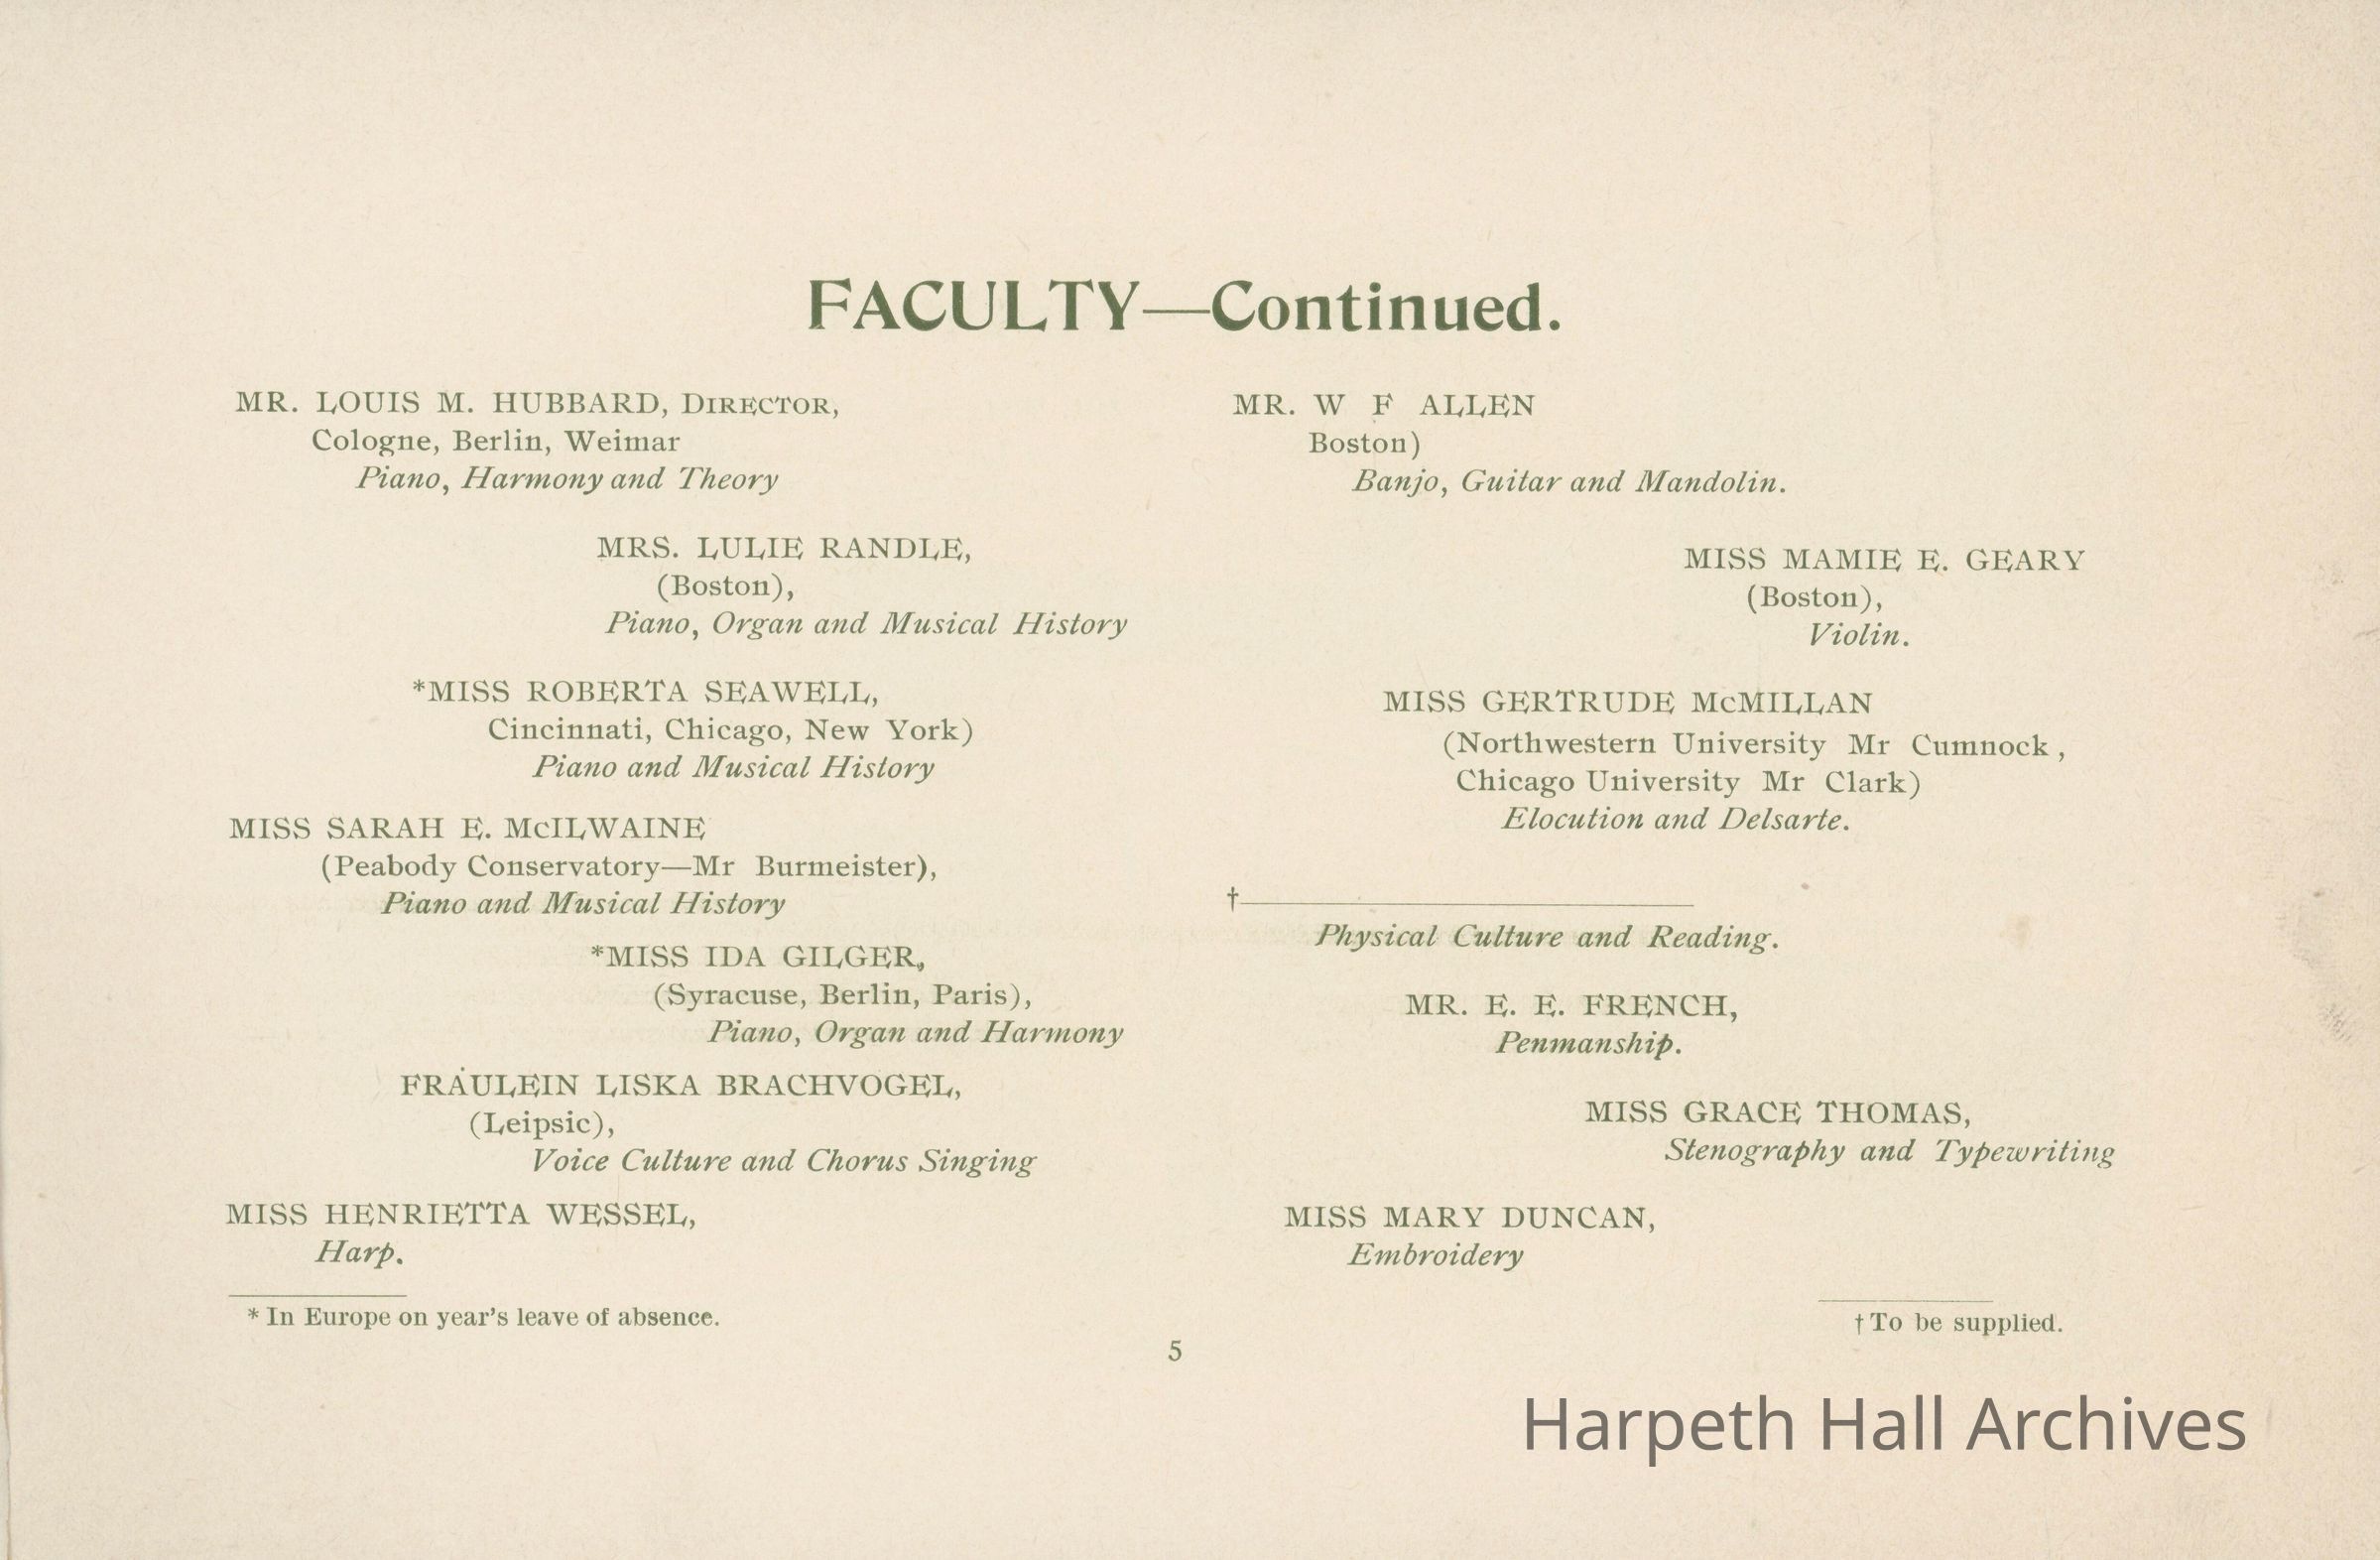 FACULTY—Continued.
MR. LOUIS M. HUBBARD, DIRECTOR,
Cologne, Berlin, Weimar
Piano, Harmony and Theory
MRS. LULIE RANDLE,
(Boston),
Piano, Organ and Musical History
*MISS ROBERTA SEAWELL,
Cincinnati, Chicago, New York)
Piano and Musical History
MISS SARAH E. McILWAINE
(Peabody Conservatory—Mr Burmeister),
Piano and Musical History
*MISS IDA GILGER,
(Syracuse, Berlin, Paris),
Piano, Organ and Harmony
FRÄULEIN LISKA BRACHVOGEL,
(Leipsic),
Voice Culture and Chorus Singing
MISS HENRIETTA WESSEL,
Harp.
* In Europe on year's leave of absence.
MR. W F ALLEN
Boston)
Banjo, Guitar and Mandolin.
MISS MAMIE E. GEARY
(Boston),
Violin.
MISS GERTRUDE McMILLAN
(Northwestern University Mr Cumnock,
Chicago University Mr Clark)
Elocution and Delsarte.
†
Physical Culture and Reading.
MR. E. E. FRENCH,
Penmanship.
MISS GRACE THOMAS,
Stenography and Typewriting
MISS MARY DUNCAN,
Embroidery
† To be supplied.
5
Harpeth Hall Archives